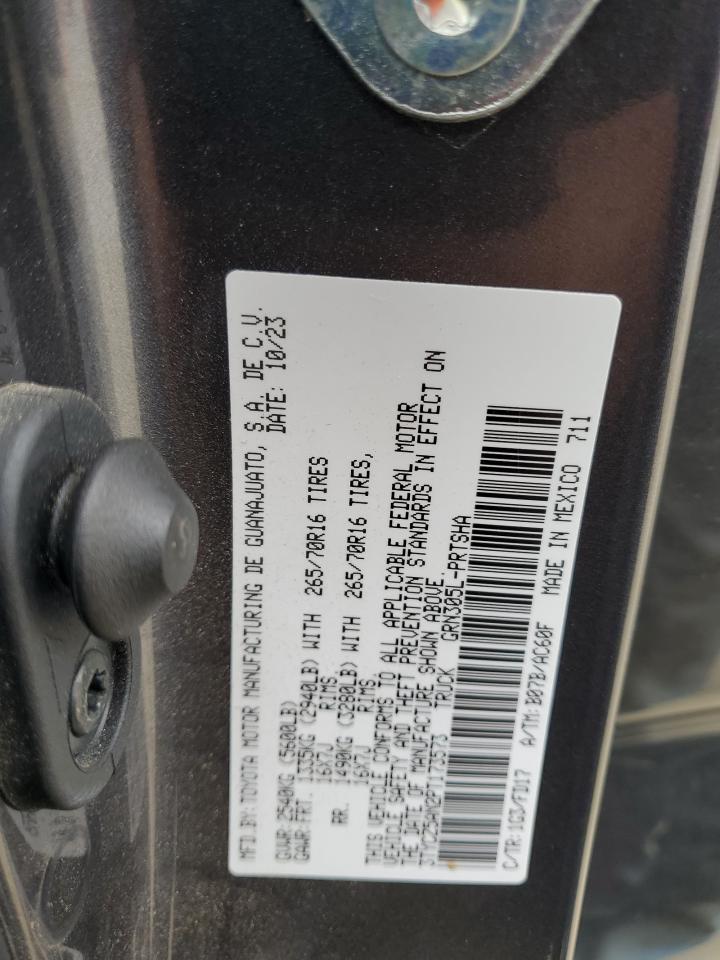 MFD.BY:TOYOTA MOTOR MANUFACTURING DE GUANAJUATO, S.A. DE C.V.
DATE: 10/23
GVWR:2540KG (5600LB)
GAWR:FRT. 1335KG (2940LB) WITH 265/70R16 TIRES
16X7J RIMS.
RR. 1490KG (3280LB) WITH 265/70R16 TIRES,
16X7J RIMS.
THIS VEHICLE CONFORMS TO ALL APPLICABLE FEDERAL MOTOR
VEHICLE SAFETY AND THEFT PREVENTION STANDARDS IN EFFECT ON
THE DATE OF MANUFACTURE SHOWN ABOVE.
3TYCZ5AN2PT173573 TRUCK GRN305L-PRTSHA
C/TR:1G3/FD17 A/TM:B07B/AC60F MADE IN MEXICO 711